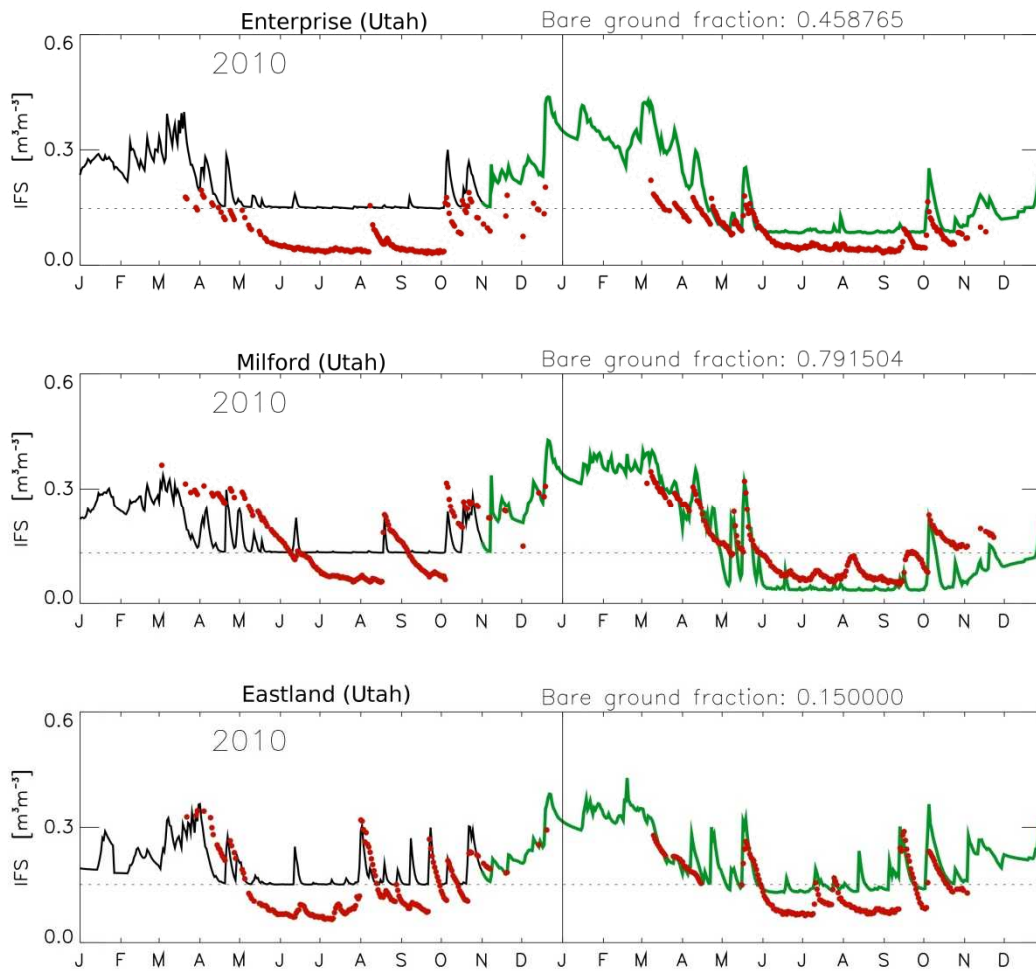 Enterprise (Utah) Bare ground fraction: 0.458765
2010
0.6
0.3
0.0
IFS [m³m⁻³]
J F M A M J J A S O N D J F M A M J J A S O N D
Milford (Utah) Bare ground fraction: 0.791504
2010
0.6
0.3
0.0
IFS [m³m⁻³]
J F M A M J J A S O N D J F M A M J J A S O N D
Eastland (Utah) Bare ground fraction: 0.150000
2010
0.6
0.3
0.0
IFS [m³m⁻³]
J F M A M J J A S O N D J F M A M J J A S O N D